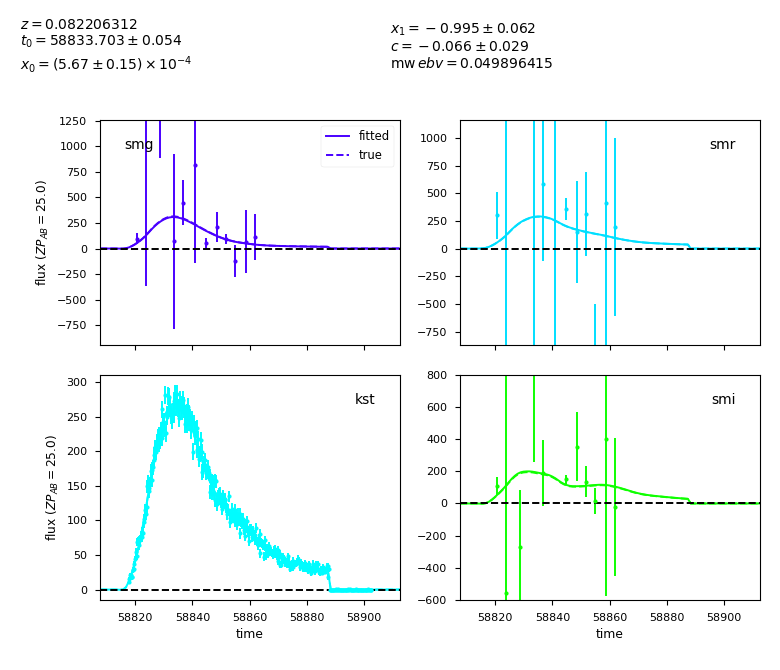 z = 0.082206312
t₀ = 58833.703 ± 0.054
x₀ = (5.67 ± 0.15) × 10⁻⁴
x₁ = −0.995 ± 0.062
c = −0.066 ± 0.029
mw ebv = 0.049896415
smg
fitted
true
1250
1000
750
500
250
0
−250
−500
−750
flux (ZP_AB = 25.0)
smr
1000
750
500
250
0
−250
−500
−750
kst
300
250
200
150
100
50
0
flux (ZP_AB = 25.0)
58820 58840 58860 58880 58900
time
smi
800
600
400
200
0
−200
−400
−600
58820 58840 58860 58880 58900
time